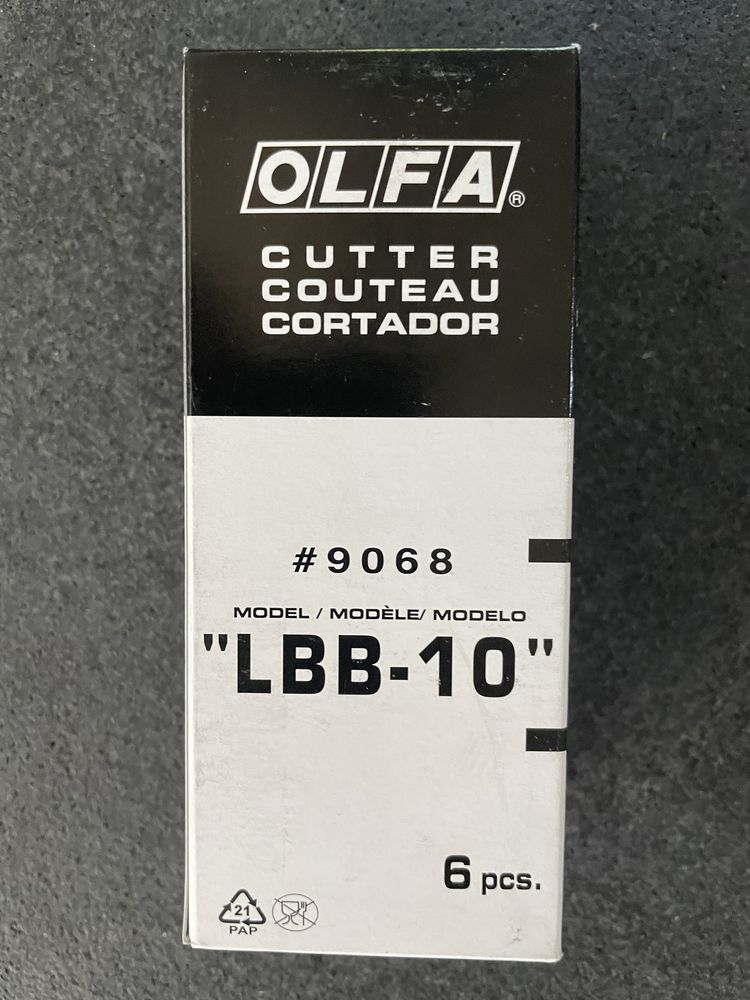 OLFA®
CUTTER
COUTEAU
CORTADOR
#9068
MODEL / MODÈLE/ MODELO
"LBB-10"
6 pcs.
21
PAP